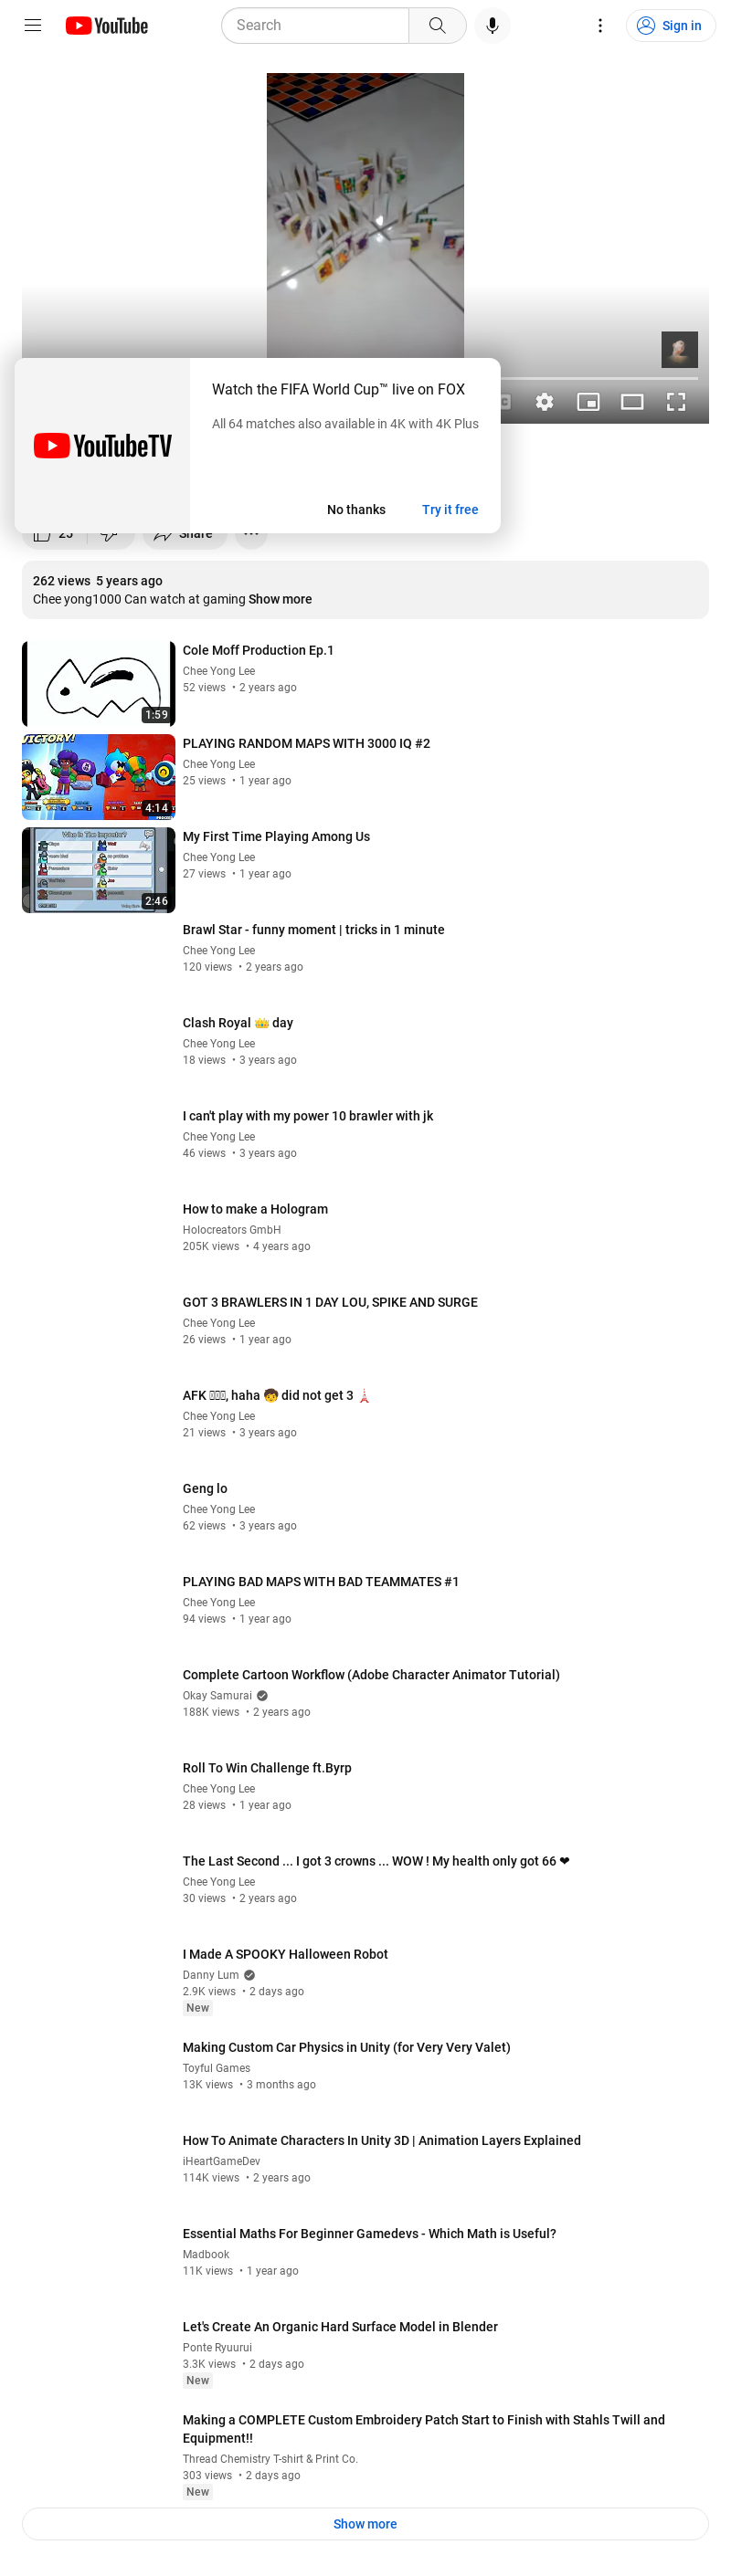 YouTube
Search
Sign in
Watch the FIFA World Cup™ live on FOX
All 64 matches also available in 4K with 4K Plus
YouTubeTV
No thanks
Try it free
25
Share
262 views 5 years ago
Chee yong1000 Can watch at gaming Show more
Cole Moff Production Ep.1
Chee Yong Lee
52 views • 2 years ago
1:59
VICTORY!
PLAYING RANDOM MAPS WITH 3000 IQ #2
Chee Yong Lee
25 views • 1 year ago
4:14
Who Is The Impostor?
My First Time Playing Among Us
Chee Yong Lee
27 views • 1 year ago
2:46
Brawl Star - funny moment | tricks in 1 minute
Chee Yong Lee
120 views • 2 years ago
Clash Royal 👑 day
Chee Yong Lee
18 views • 3 years ago
I can't play with my power 10 brawler with jk
Chee Yong Lee
46 views • 3 years ago
How to make a Hologram
Holocreators GmbH
205K views • 4 years ago
GOT 3 BRAWLERS IN 1 DAY LOU, SPIKE AND SURGE
Chee Yong Lee
26 views • 1 year ago
AFK , haha 🧒 did not get 3 🗼
Chee Yong Lee
21 views • 3 years ago
Geng lo
Chee Yong Lee
62 views • 3 years ago
PLAYING BAD MAPS WITH BAD TEAMMATES #1
Chee Yong Lee
94 views • 1 year ago
Complete Cartoon Workflow (Adobe Character Animator Tutorial)
Okay Samurai
188K views • 2 years ago
Roll To Win Challenge ft.Byrp
Chee Yong Lee
28 views • 1 year ago
The Last Second ... I got 3 crowns ... WOW ! My health only got 66 ❤
Chee Yong Lee
30 views • 2 years ago
I Made A SPOOKY Halloween Robot
Danny Lum
2.9K views • 2 days ago
New
Making Custom Car Physics in Unity (for Very Very Valet)
Toyful Games
13K views • 3 months ago
How To Animate Characters In Unity 3D | Animation Layers Explained
iHeartGameDev
114K views • 2 years ago
Essential Maths For Beginner Gamedevs - Which Math is Useful?
Madbook
11K views • 1 year ago
Let's Create An Organic Hard Surface Model in Blender
Ponte Ryuurui
3.3K views • 2 days ago
New
Making a COMPLETE Custom Embroidery Patch Start to Finish with Stahls Twill and
Equipment!!
Thread Chemistry T-shirt & Print Co.
303 views • 2 days ago
New
Show more